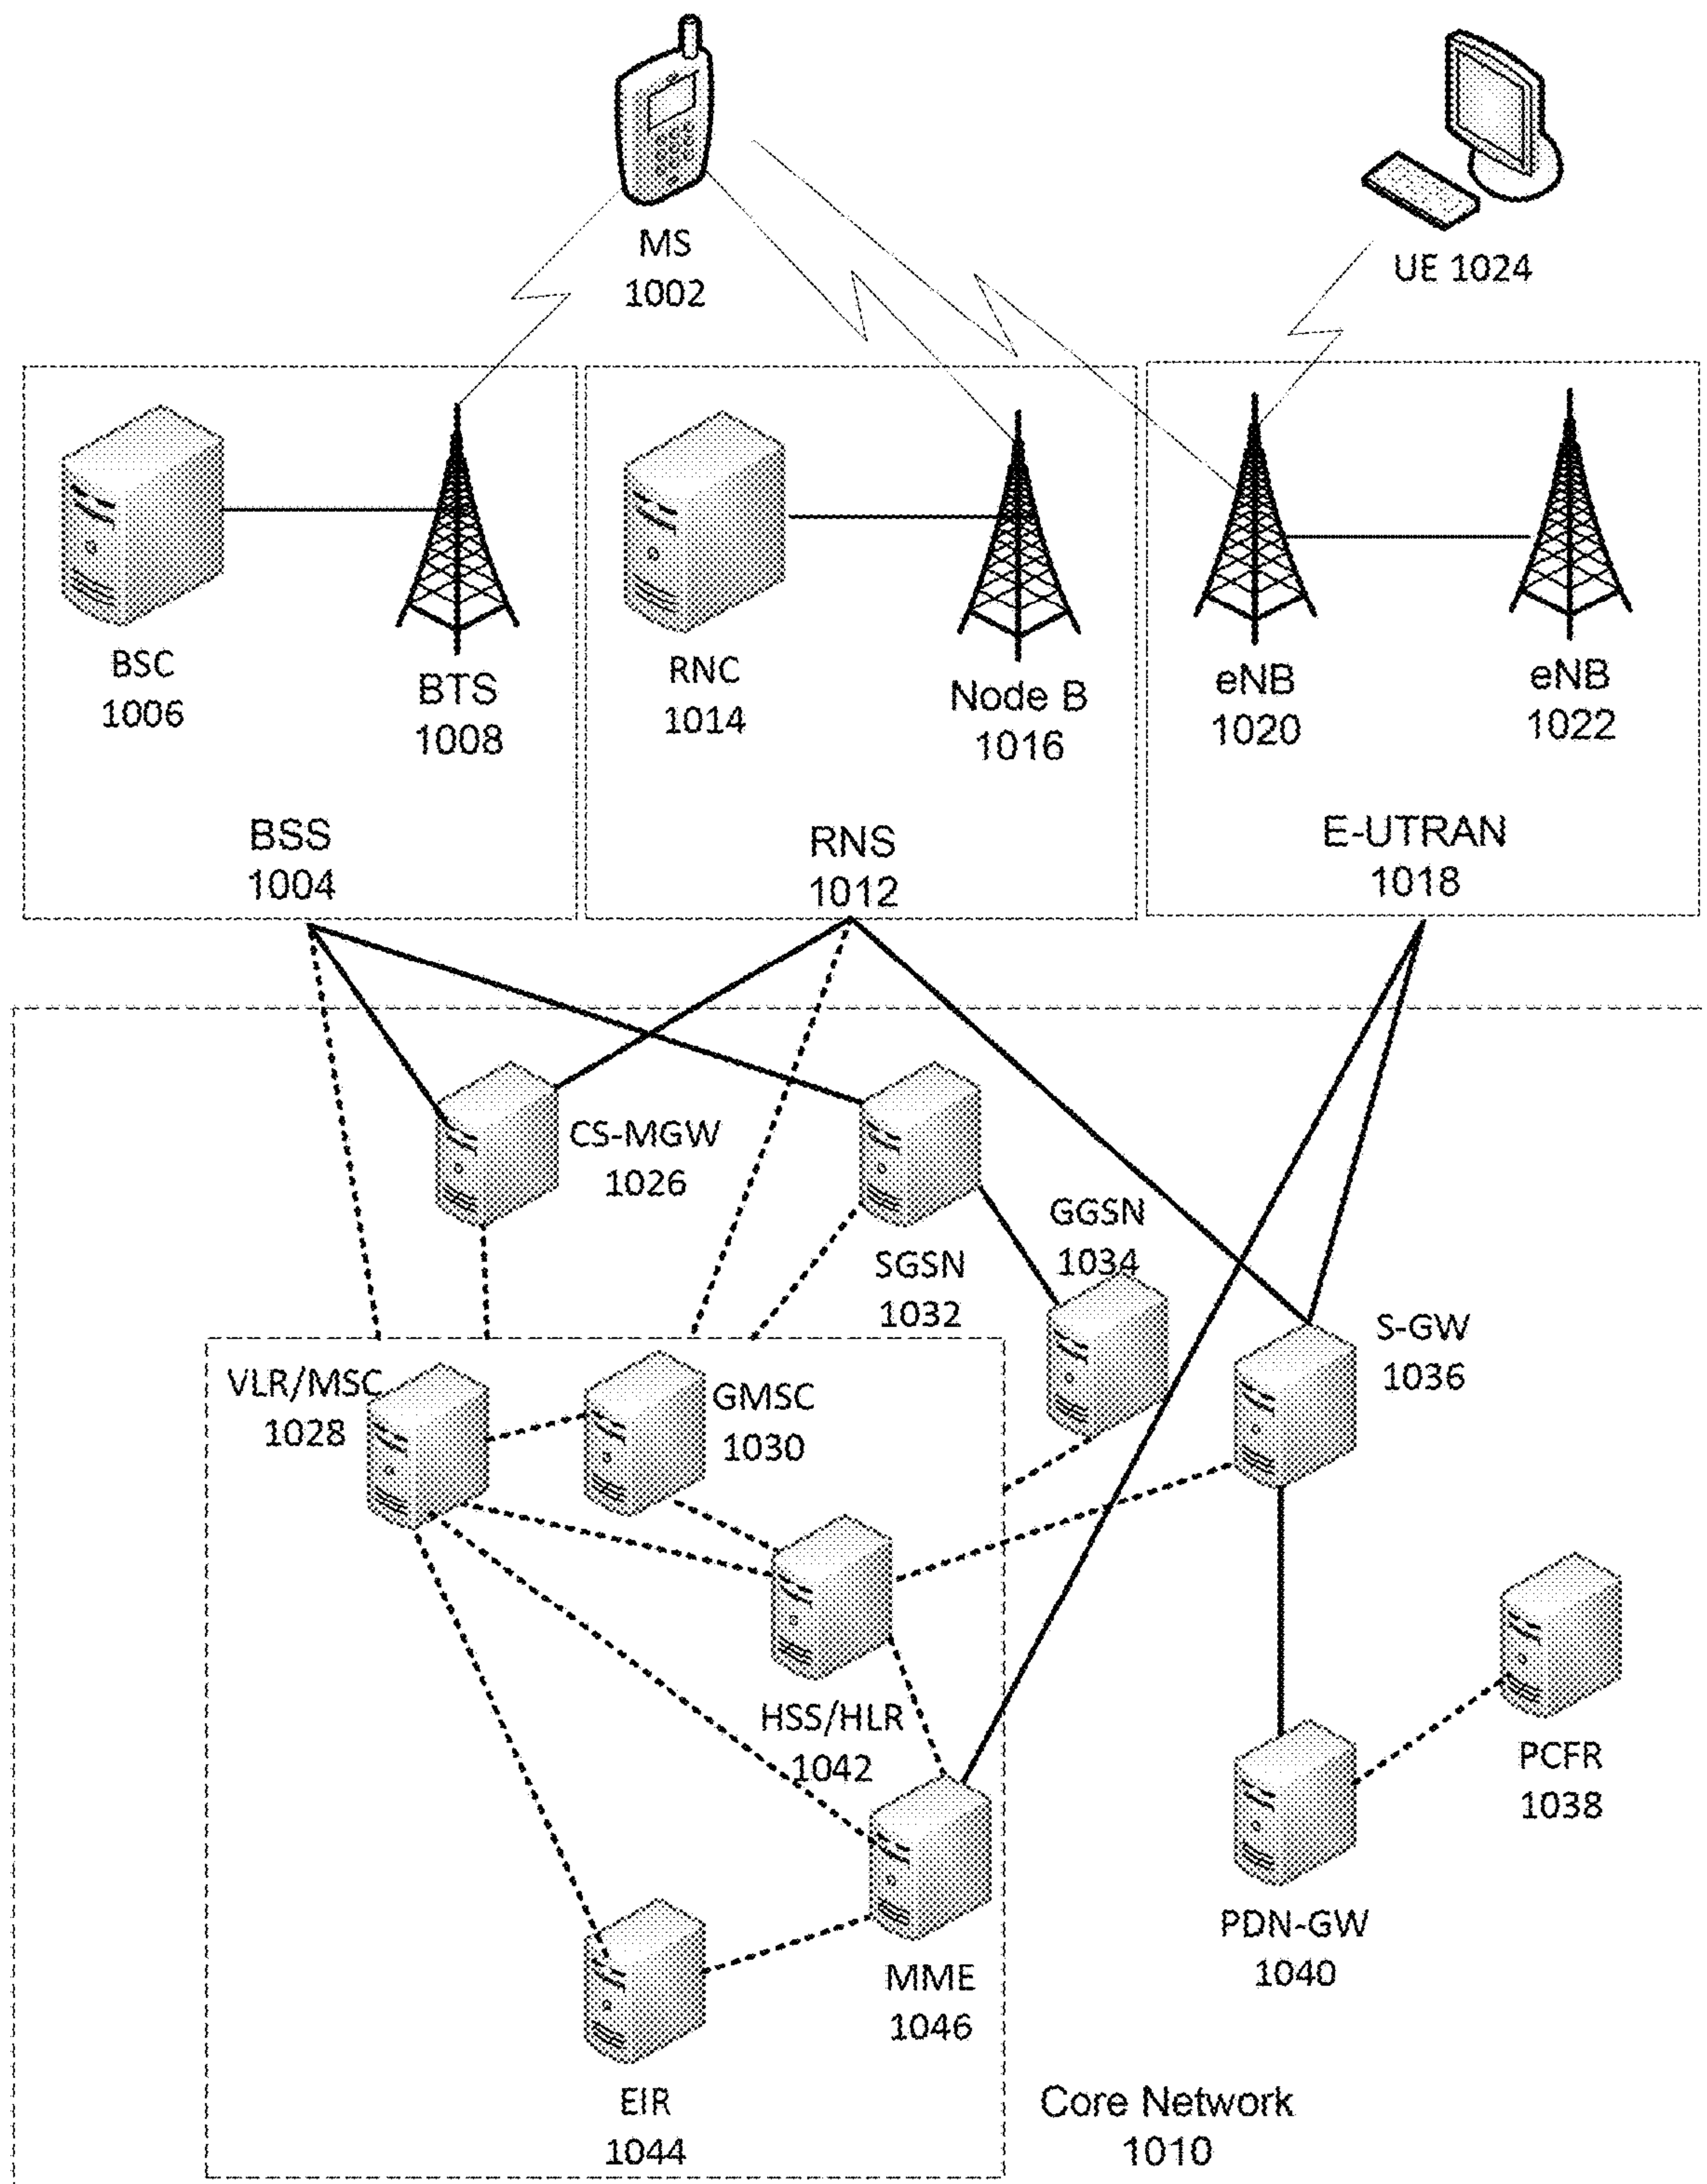 MS
1002
UE 1024
BSC
1006
BTS
1008
RNC
1014
Node B
1016
eNB
1020
eNB
1022
BSS
1004
RNS
1012
E-UTRAN
1018
CS-MGW
1026
SGSN
1032
GGSN
1034
S-GW
1036
VLR/MSC
1028
GMSC
1030
HSS/HLR
1042
PCFR
1038
PDN-GW
1040
MME
1046
EIR
1044
Core Network
1010